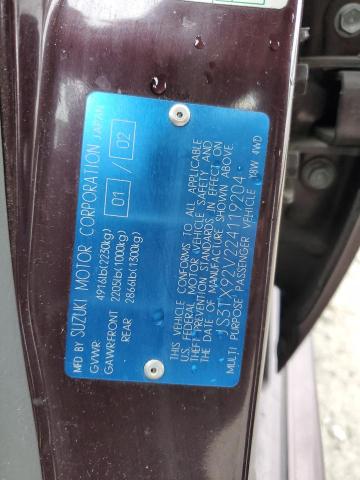 MFD BY SUZUKI MOTOR CORPORATION JAPAN
GVWR: 4916lb(2230kg) 01 / 02
GAWR:FRONT 2205lb(1000kg)
REAR 2866lb(1300kg)
THIS VEHICLE CONFORMS TO ALL APPLICABLE
U.S. FEDERAL MOTOR VEHICLE SAFETY AND
THEFT PREVENTION STANDARDS IN EFFECT ON
THE DATE OF MANUFACTURE SHOWN ABOVE.
JS3TX92V224119204
MULTI PURPOSE PASSENGER VEHICLE Y8W 4WD